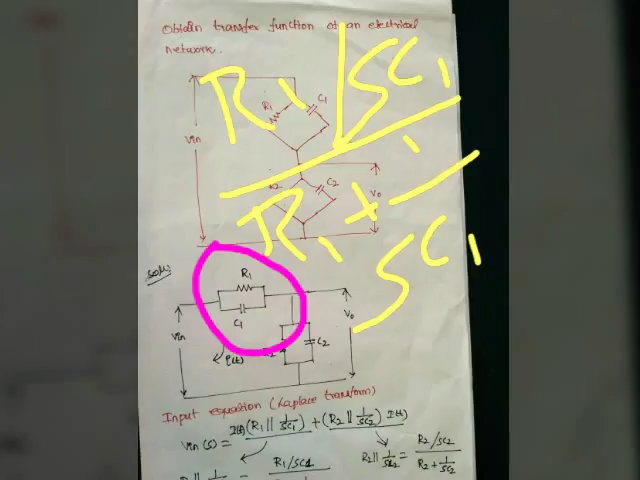 Obtain transfer function of an electrical
network.
R1 / SC1
R1 + 1
SC1
R1
C1
Vin
C2
Vo
Soln:
R1
C1
Vin
i(t)
C2
Vo
Input equation (Laplace transform)
Vin(s) = I(s) (R1 || 1/SC1) + (R2 || 1/SC2) I(s)
R1/SC1
R2 || 1/SC2 = R2/SC2
R2 + 1/SC2